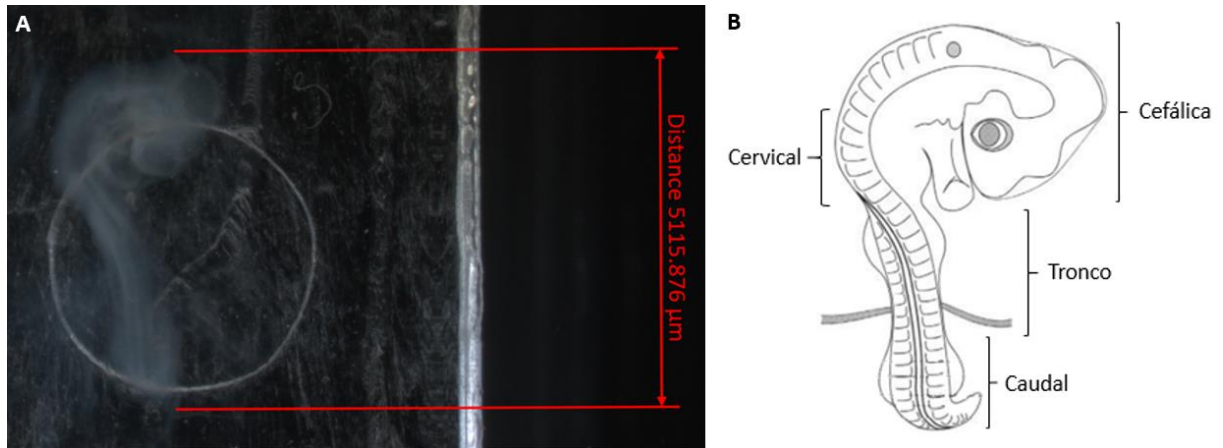 A
Distance 5115.876 µm
B
Cefálica
Cervical
Tronco
Caudal